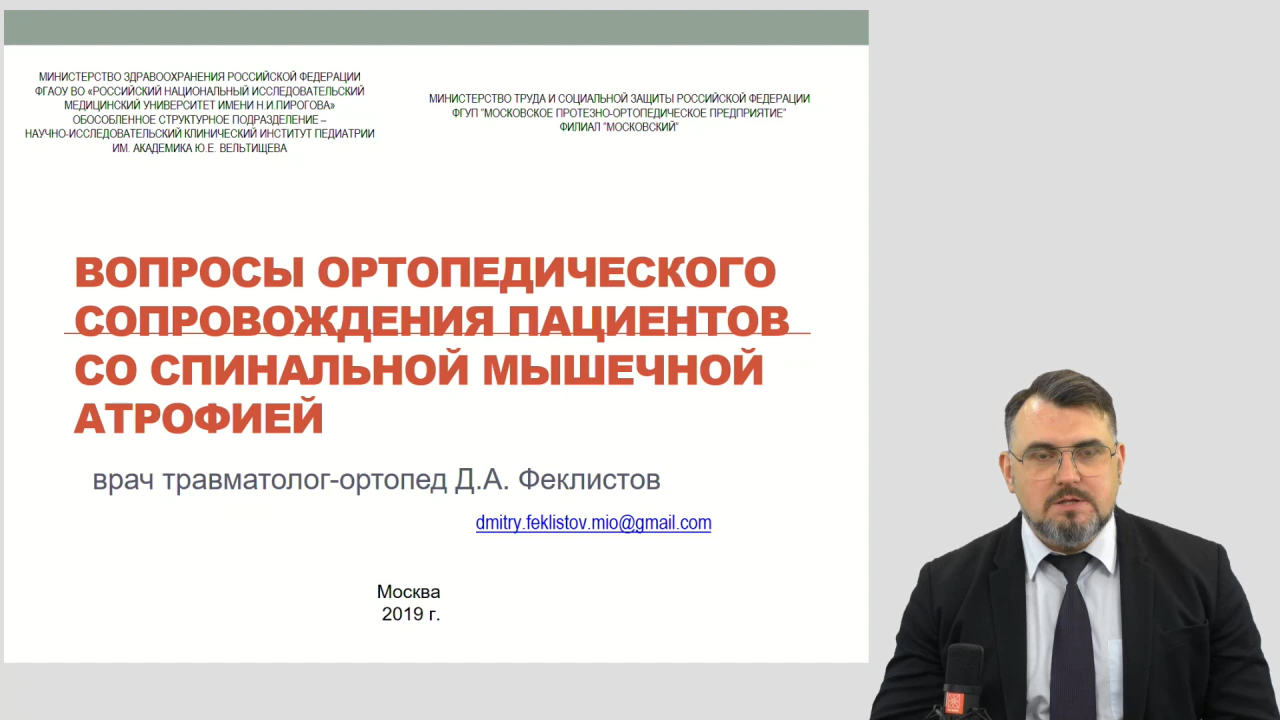 МИНИСТЕРСТВО ЗДРАВООХРАНЕНИЯ РОССИЙСКОЙ ФЕДЕРАЦИИ
ФГАОУ ВО «РОССИЙСКИЙ НАЦИОНАЛЬНЫЙ ИССЛЕДОВАТЕЛЬСКИЙ
МЕДИЦИНСКИЙ УНИВЕРСИТЕТ ИМЕНИ Н.И.ПИРОГОВА»
ОБОСОБЛЕННОЕ СТРУКТУРНОЕ ПОДРАЗДЕЛЕНИЕ –
НАУЧНО-ИССЛЕДОВАТЕЛЬСКИЙ КЛИНИЧЕСКИЙ ИНСТИТУТ ПЕДИАТРИИ
ИМ. АКАДЕМИКА Ю.Е. ВЕЛЬТИЩЕВА
МИНИСТЕРСТВО ТРУДА И СОЦИАЛЬНОЙ ЗАЩИТЫ РОССИЙСКОЙ ФЕДЕРАЦИИ
ФГУП "МОСКОВСКОЕ ПРОТЕЗНО-ОРТОПЕДИЧЕСКОЕ ПРЕДПРИЯТИЕ"
ФИЛИАЛ "МОСКОВСКИЙ"
ВОПРОСЫ ОРТОПЕДИЧЕСКОГО
СОПРОВОЖДЕНИЯ ПАЦИЕНТОВ
СО СПИНАЛЬНОЙ МЫШЕЧНОЙ
АТРОФИЕЙ
врач травматолог-ортопед Д.А. Феклистов
dmitry.feklistov.mio@gmail.com
Москва
2019 г.